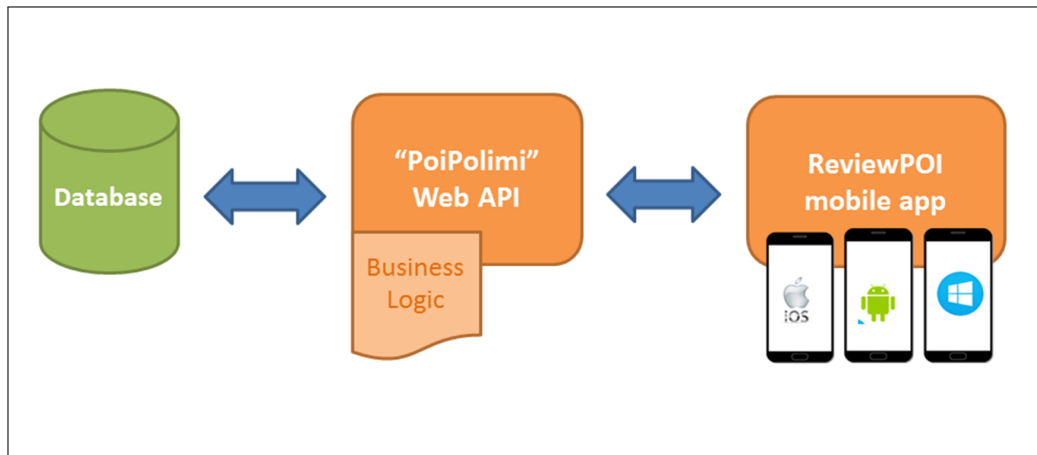 Database
“PoiPolimi”
Web API
Business
Logic
ReviewPOI
mobile app
iOS